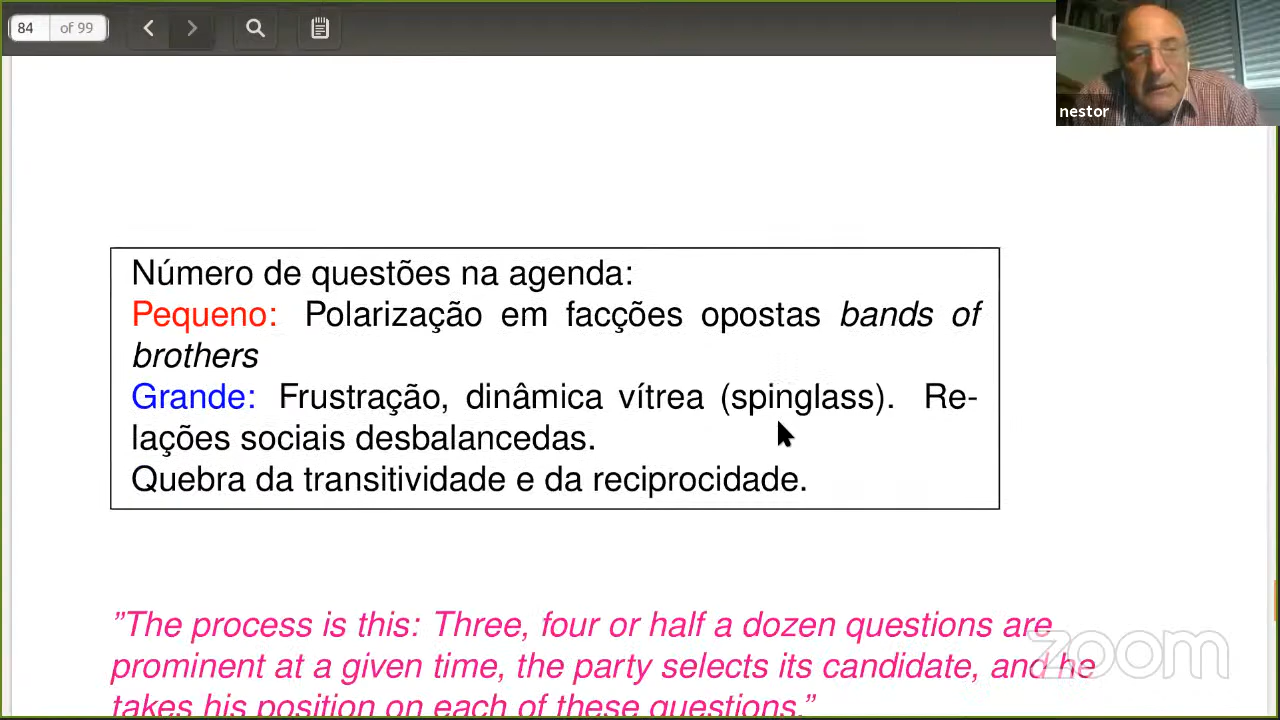 84 of 99
nestor
Número de questões na agenda:
Pequeno: Polarização em facções opostas bands of
brothers
Grande: Frustração, dinâmica vítrea (spinglass). Re-
lações sociais desbalancedas.
Quebra da transitividade e da reciprocidade.
”The process is this: Three, four or half a dozen questions are
prominent at a given time, the party selects its candidate, and he
takes his position on each of these questions.”
zoom